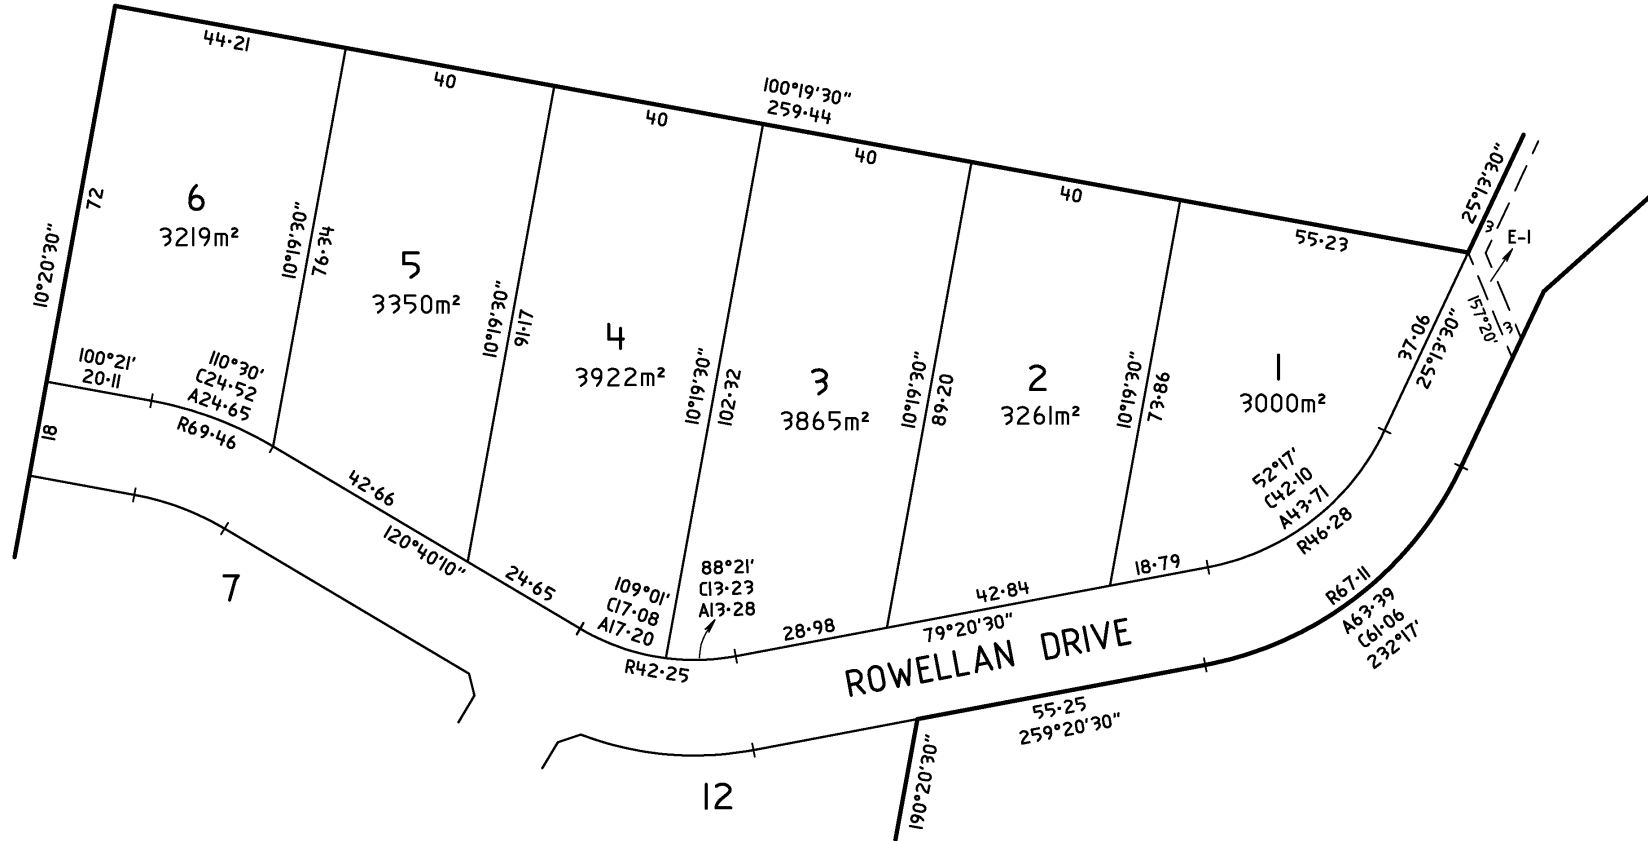 44·21
40
100°19'30"
259·44
40
40
40
55·23
25°13'30"
3
E-1
157°20'
3
72
10°20'30"
6
3219m²
10°19'30"
76·34
5
3350m²
10°19'30"
91·17
4
3922m²
10°19'30"
102·32
3
3865m²
10°19'30"
89·20
2
3261m²
10°19'30"
73·86
1
3000m²
37·06
25°13'30"
100°21'
20·11
110°30'
C24·52
A24·65
R69·46
18
42·66
120°40'10"
24·65
109°01'
C17·08
A17·20
R42·25
88°21'
C13·23
A13·28
28·98
42·84
79°20'30"
18·79
52°17'
C42·10
A43·71
R46·28
R67·11
A63·39
C61·06
232°17'
ROWELLAN DRIVE
55·25
259°20'30"
190°20'30"
7
12